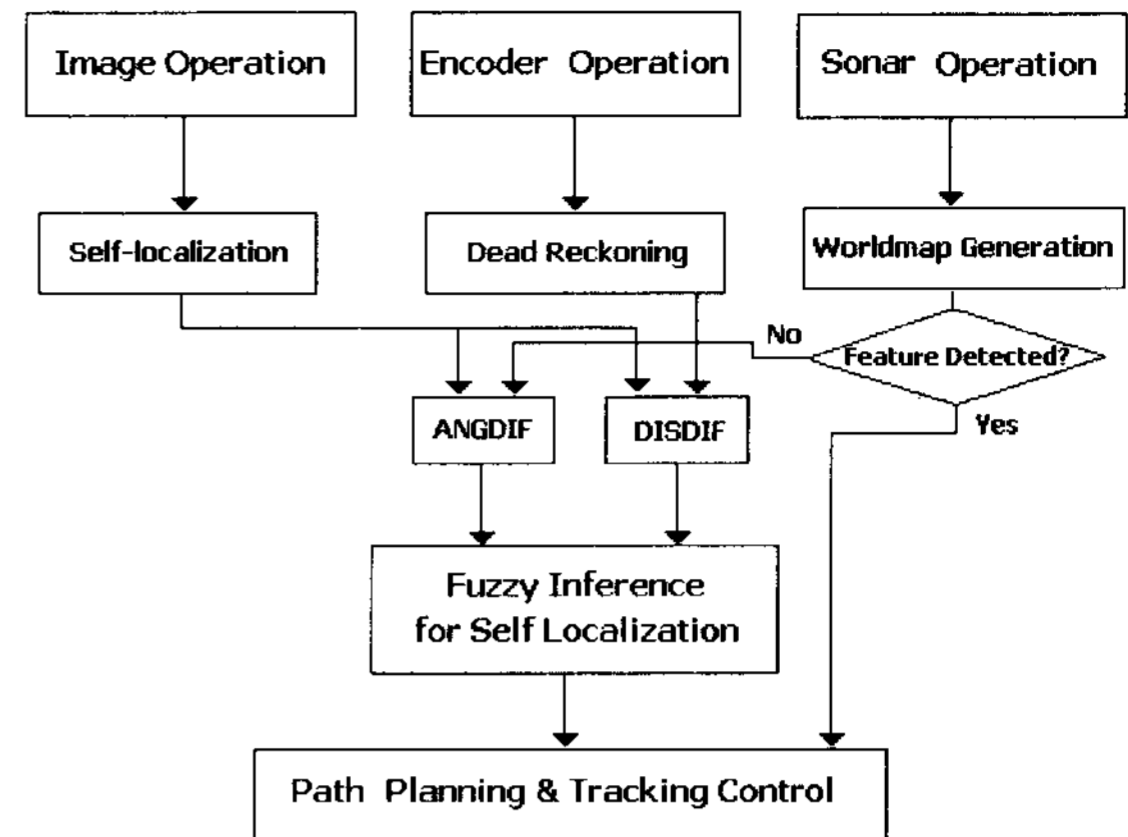 Image Operation
Encoder Operation
Sonar Operation
Self-localization
Dead Reckoning
Worldmap Generation
No
Feature Detected?
Yes
ANGDIF
DISDIF
Fuzzy Inference
for Self Localization
Path Planning & Tracking Control